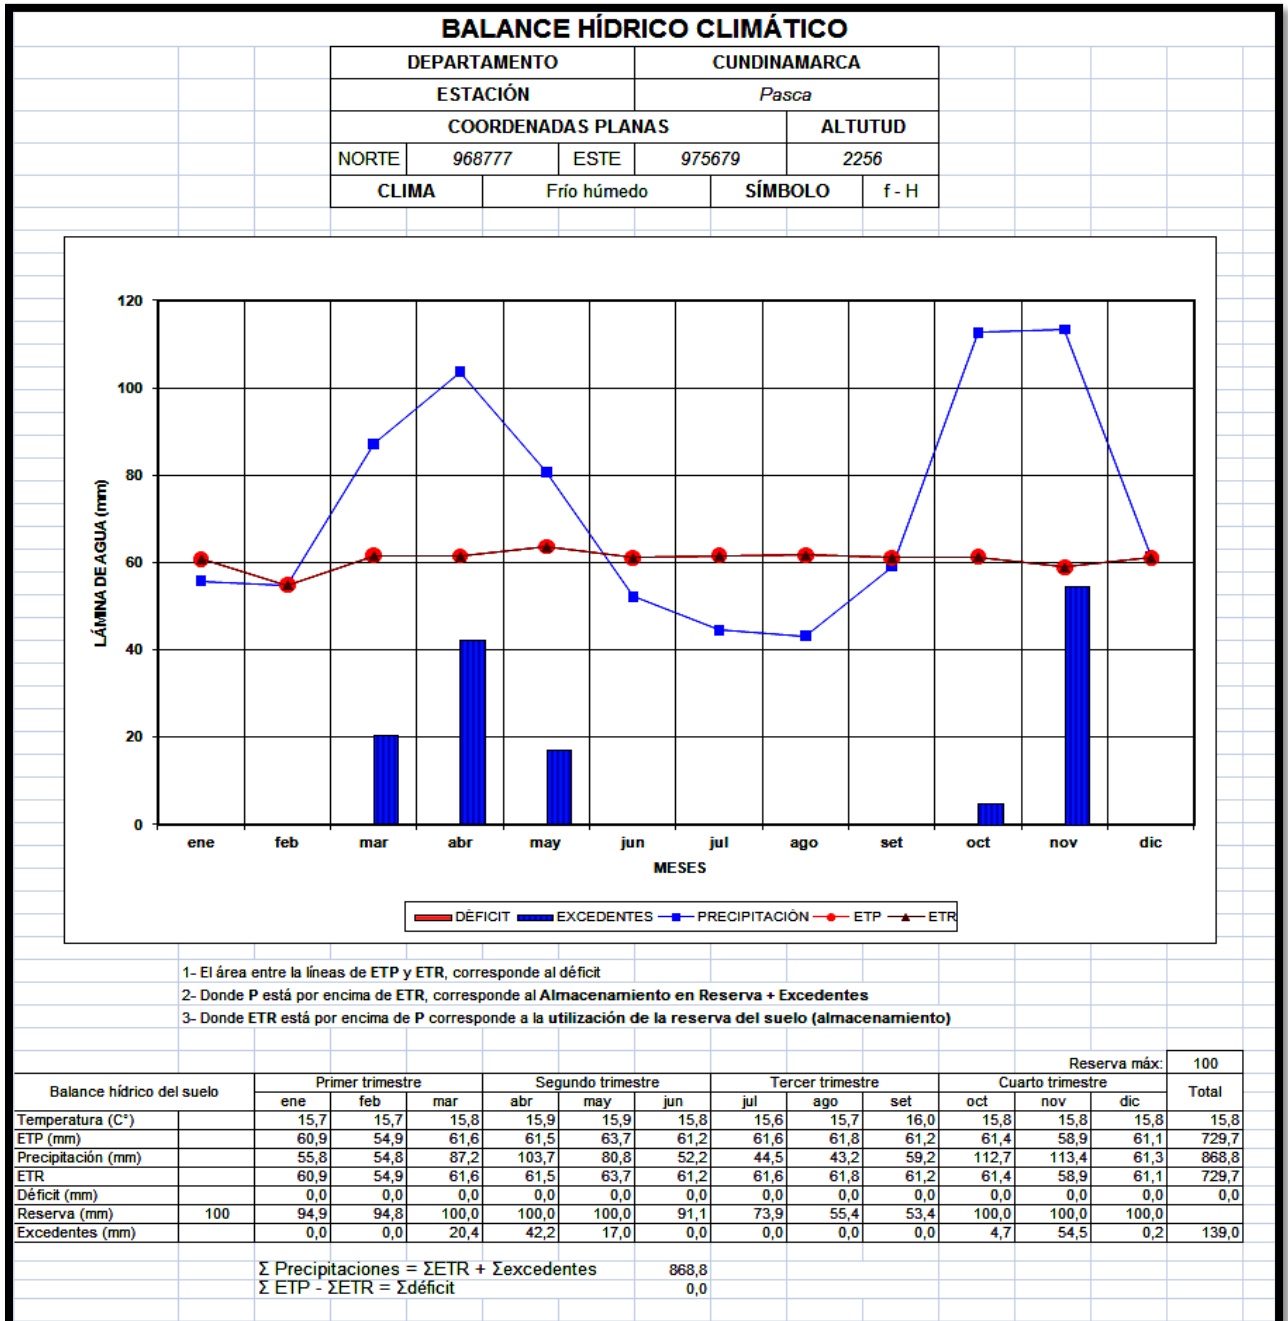 BALANCE HÍDRICO CLIMÁTICO
DEPARTAMENTO CUNDINAMARCA
ESTACIÓN Pasca
COORDENADAS PLANAS ALTUTUD
NORTE 968777 ESTE 975679 2256
CLIMA Frío húmedo SÍMBOLO f - H
120
100
80
60
40
20
0
LÁMINA DE AGUA (mm)
ene feb mar abr may jun jul ago set oct nov dic
MESES
DÉFICIT EXCEDENTES PRECIPITACIÓN ETP ETR
1- El área entre la líneas de ETP y ETR, corresponde al déficit
2- Donde P está por encima de ETR, corresponde al Almacenamiento en Reserva + Excedentes
3- Donde ETR está por encima de P corresponde a la utilización de la reserva del suelo (almacenamiento)
Reserva máx: 100
Balance hídrico del suelo Primer trimestre Segundo trimestre Tercer trimestre Cuarto trimestre Total
ene feb mar abr may jun jul ago set oct nov dic
Temperatura (C°) 15,7 15,7 15,8 15,9 15,9 15,8 15,6 15,7 16,0 15,8 15,8 15,8 15,8
ETP (mm) 60,9 54,9 61,6 61,5 63,7 61,2 61,6 61,8 61,2 61,4 58,9 61,1 729,7
Precipitación (mm) 55,8 54,8 87,2 103,7 80,8 52,2 44,5 43,2 59,2 112,7 113,4 61,3 868,8
ETR 60,9 54,9 61,6 61,5 63,7 61,2 61,6 61,8 61,2 61,4 58,9 61,1 729,7
Déficit (mm) 0,0 0,0 0,0 0,0 0,0 0,0 0,0 0,0 0,0 0,0 0,0 0,0 0,0
Reserva (mm) 100 94,9 94,8 100,0 100,0 100,0 91,1 73,9 55,4 53,4 100,0 100,0 100,0
Excedentes (mm) 0,0 0,0 20,4 42,2 17,0 0,0 0,0 0,0 0,0 4,7 54,5 0,2 139,0
Σ Precipitaciones = ΣETR + Σexcedentes 868,8
Σ ETP - ΣETR = Σdéficit 0,0